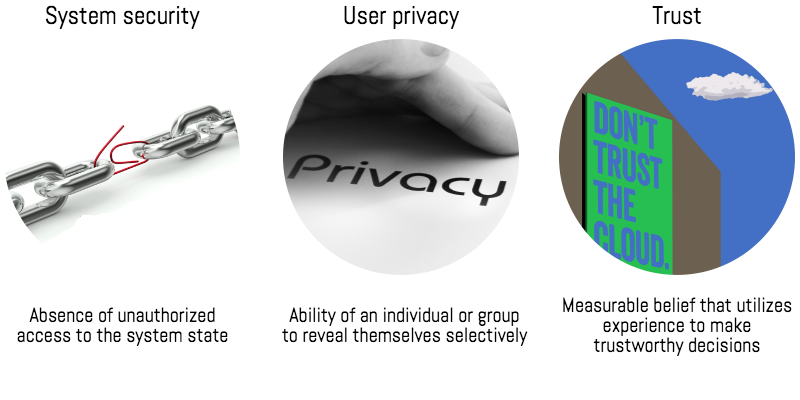 System security
User privacy
Trust
Privacy
DON'T
TRUST
THE
CLOUD.
Absence of unauthorized
access to the system state
Ability of an individual or group
to reveal themselves selectively
Measurable belief that utilizes
experience to make
trustworthy decisions